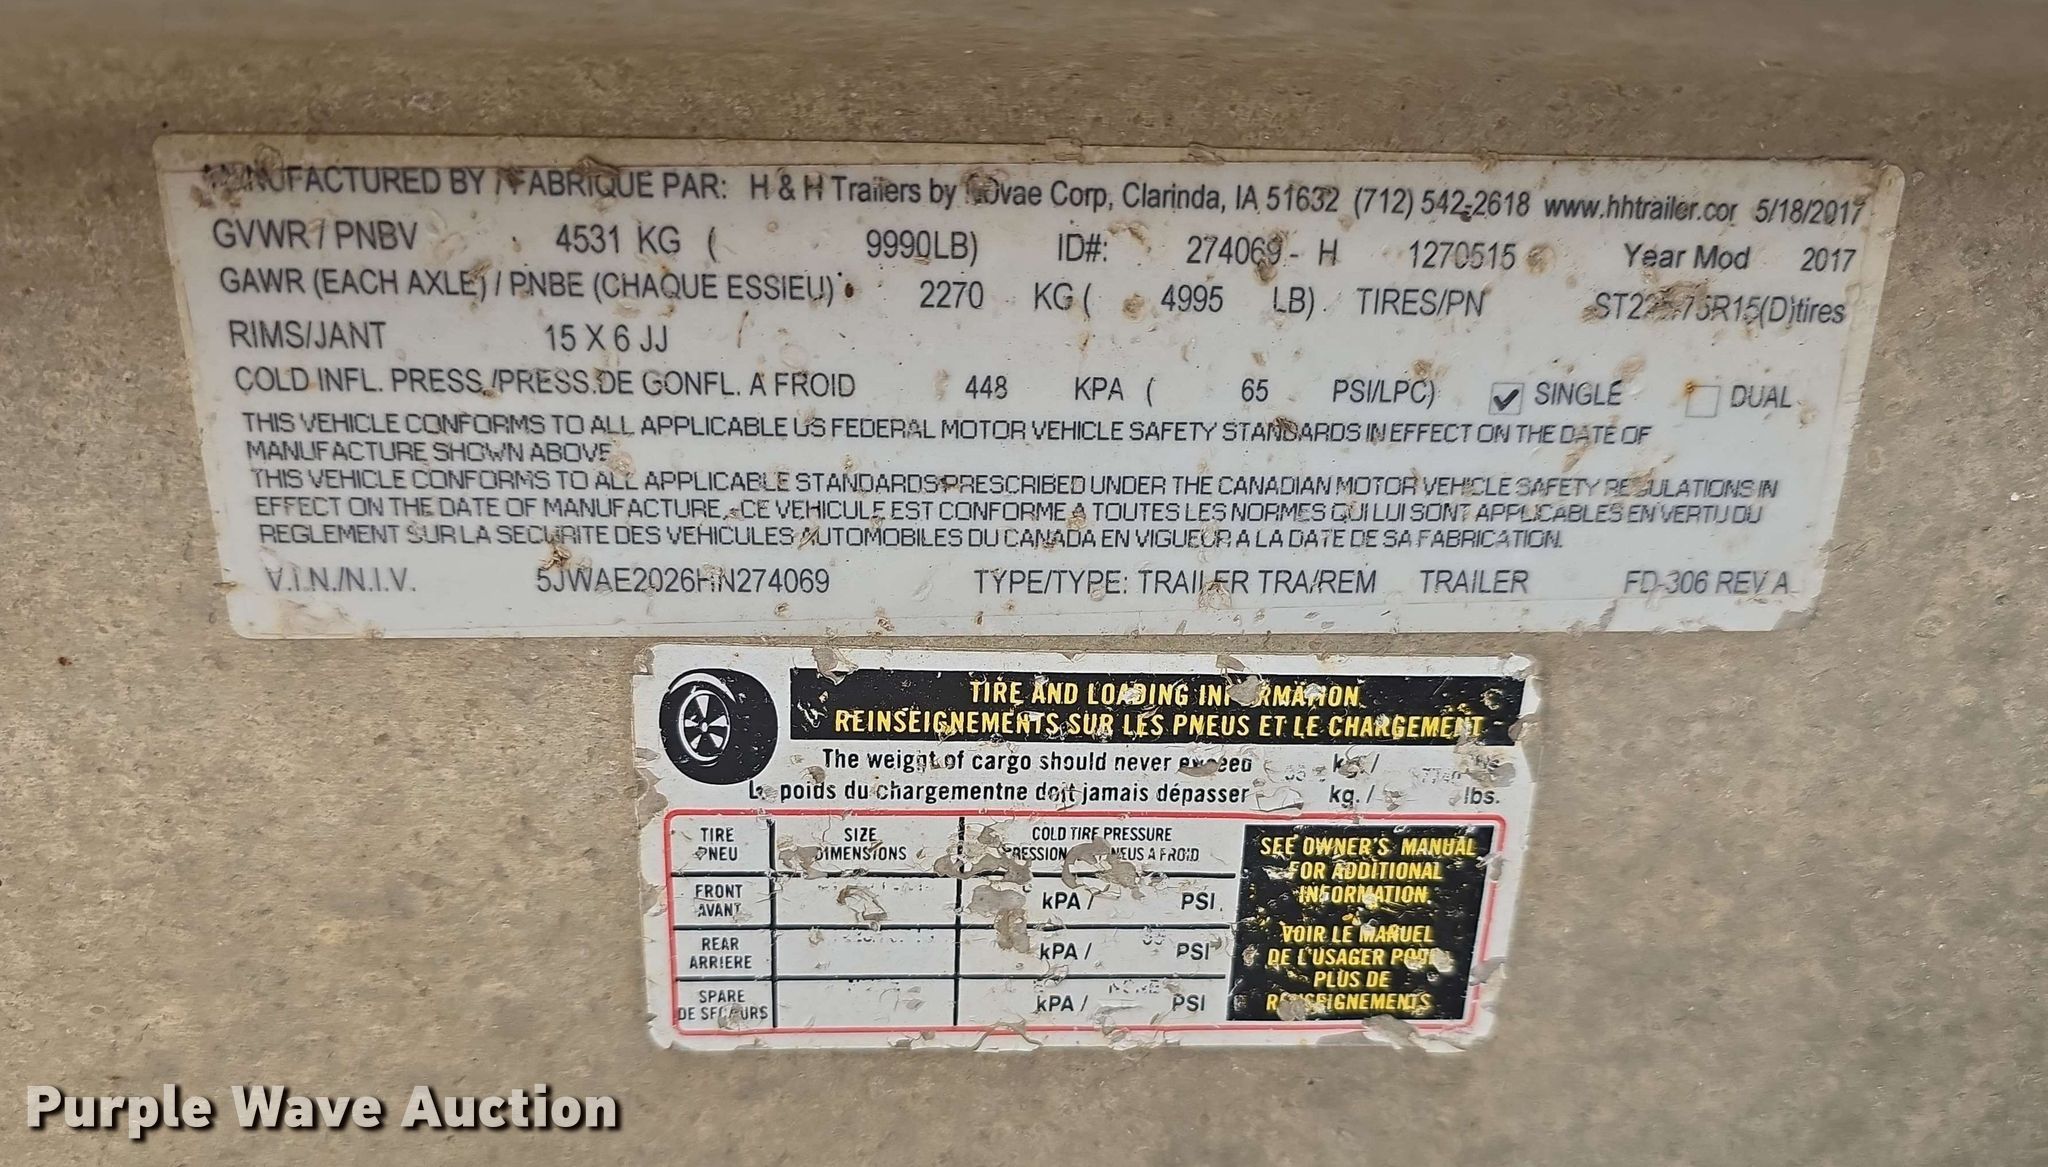 MANUFACTURED BY / FABRIQUE PAR: H & H Trailers by Novae Corp, Clarinda, IA 51632 (712) 542-2618 www.hhtrailer.cor 5/18/2017
GVWR / PNBV 4531 KG ( 9990LB) ID#: 274069 - H 1270515 Year Mod 2017
GAWR (EACH AXLE) / PNBE (CHAQUE ESSIEU) 2270 KG ( 4995 LB) TIRES/PN (D)tires
RIMS/JANT 15 X 6 JJ
COLD INFL. PRESS./PRESS.DE GONFL. A FROID 448 KPA ( 65 PSI/LPC) SINGLE DUAL
THIS VEHICLE CONFORMS TO ALL APPLICABLE US FEDERAL MOTOR VEHICLE SAFETY STANDARDS IN EFFECT ON THE DATE OF
MANUFACTURE SHOWN ABOVE
THIS VEHICLE CONFORMS TO ALL APPLICABLE STANDARDS PRESCRIBED UNDER THE CANADIAN MOTOR VEHICLE SAFETY REGULATIONS IN
EFFECT ON THE DATE OF MANUFACTURE, CE VEHICULE EST CONFORME A TOUTES LES NORMES QUI LUI SONT APPLICABLES EN VERTU DU
REGLEMENT SUR LA SECURITE DES VEHICULES AUTOMOBILES DU CANADA EN VIGUEUR A LA DATE DE SA FABRICATION.
V.I.N./N.I.V. 5JWAE2026HN274069 TYPE/TYPE: TRAILER TRA/REM TRAILER FD-306 REV A
TIRE AND LOADING INFORMATION
REINSEIGNEMENTS SUR LES PNEUS ET LE CHARGEMENT
The weight of cargo should never exceed kg./ lbs.
Le poids du chargementne doit jamais dépasser kg. / lbs.
TIRE SIZE COLD TIRE PRESSURE
PNEU DIMENSIONS PRESSION PNEUS A FROID
FRONT
AVANT kPA / PSI
REAR
ARRIERE kPA / PSI
SPARE
DE SECOURS kPA / NONE PSI
SEE OWNER'S MANUAL
FOR ADDITIONAL
INFORMATION.
VOIR LE MANUEL
DE L'USAGER POUR
PLUS DE
RENSEIGNEMENTS
Purple Wave Auction